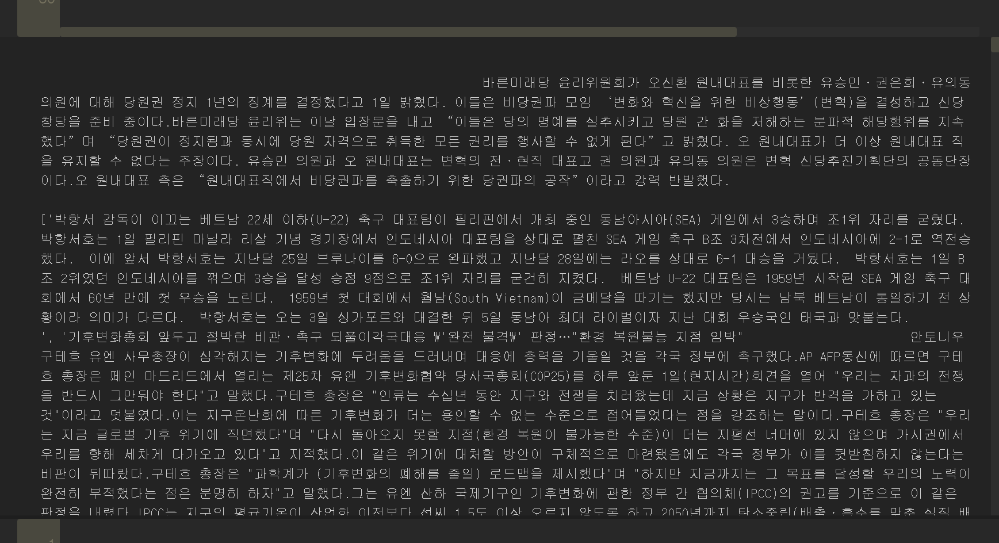 바른미래당 윤리위원회가 오신환 원내대표를 비롯한 유승민·권은희·유의동
의원에 대해 당원권 정지 1년의 징계를 결정했다고 1일 밝혔다. 이들은 비당권파 모임 ‘변화와 혁신을 위한 비상행동’(변혁)을 결성하고 신당
창당을 준비 중이다.바른미래당 윤리위는 이날 입장문을 내고 “이들은 당의 명예를 실추시키고 당원 간 화을 저해하는 분파적 해당행위를 지속
했다”며 “당원권이 정지됨과 동시에 당원 자격으로 취득한 모든 권리를 행사할 수 없게 된다”고 밝혔다. 오 원내대표가 더 이상 원내대표 직
을 유지할 수 없다는 주장이다. 유승민 의원과 오 원내대표는 변혁의 전·현직 대표고 권 의원과 유의동 의원은 변혁 신당추진기획단의 공동단장
이다.오 원내대표 측은 “원내대표직에서 비당권파를 축출하기 위한 당권파의 공작”이라고 강력 반발했다.
['박항서 감독이 이끄는 베트남 22세 이하(U-22) 축구 대표팀이 필리핀에서 개최 중인 동남아시아(SEA) 게임에서 3승하며 조1위 자리를 굳혔다.
박항서호는 1일 필리핀 마닐라 리살 기념 경기장에서 인도네시아 대표팀을 상대로 펼친 SEA 게임 축구 B조 3차전에서 인도네시아에 2-1로 역전승
했다.  이에 앞서 박항서호는 지난달 25일 브루나이를 6-0으로 완파했고 지난달 28일에는 라오를 상대로 6-1 대승을 거뒀다.  박항서호는 1일 B
조 2위였던 인도네시아를 꺾으며 3승을 달성 승점 9점으로 조1위 자리를 굳건히 지켰다.  베트남 U-22 대표팀은 1959년 시작된 SEA 게임 축구 대
회에서 60년 만에 첫 우승을 노린다.  1959년 첫 대회에서 월남(South Vietnam)이 금메달을 따기는 했지만 당시는 남북 베트남이 통일하기 전 상
황이라 의미가 다르다.  박항서호는 오는 3일 싱가포르와 대결한 뒤 5일 동남아 최대 라이벌이자 지난 대회 우승국인 태국과 맞붙는다.
', '기후변화총회 앞두고 절박한 비관·촉구 되풀이각국대응 ₩'완전 불격₩' 판정…"환경 복원불능 지점 임박" 안토니우
구테흐 유엔 사무총장이 심각해지는 기후변화에 두려움을 드러내며 대응에 총력을 기울일 것을 각국 정부에 촉구했다.AP AFP통신에 따르면 구테
흐 총장은 페인 마드리드에서 열리는 제25차 유엔 기후변화협약 당사국총회(COP25)를 하루 앞둔 1일(현지시간)회견을 열어 "우리는 자과의 전쟁
을 반드시 그만둬야 한다"고 말했다.구테흐 총장은 "인류는 수십년 동안 지구와 전쟁을 치러왔는데 지금 상황은 지구가 반격을 가하고 있는
것"이라고 덧붙였다.이는 지구온난화에 따른 기후변화가 더는 용인할 수 없는 수준으로 접어들었다는 점을 강조하는 말이다.구테흐 총장은 "우리
는 지금 글로벌 기후 위기에 직면했다"며 "다시 돌아오지 못할 지점(환경 복원이 불가능한 수준)이 더는 지평선 너머에 있지 않으며 가시권에서
우리를 향해 세차게 다가오고 있다"고 지적했다.이 같은 위기에 대처할 방안이 구체적으로 마련됐음에도 각국 정부가 이를 뒷받침하지 않는다는
비판이 뒤따랐다.구테흐 총장은 "과학계가 (기후변화의 폐해를 줄일) 로드맵을 제시했다"며 "하지만 지금까지는 그 목표를 달성할 우리의 노력이
완전히 부적했다는 점은 분명히 하자"고 말했다.그는 유엔 산하 국제기구인 기후변화에 관한 정부 간 협의체(IPCC)의 권고를 기준으로 이 같은
판정을 내렸다.IPCC는 지구의 평균기온이 산업화 이전보다 섭씨 1.5도 이상 오르지 않도록 하고 2050년까지 탄소중립(배출·흡수를 맞춘 실질 배